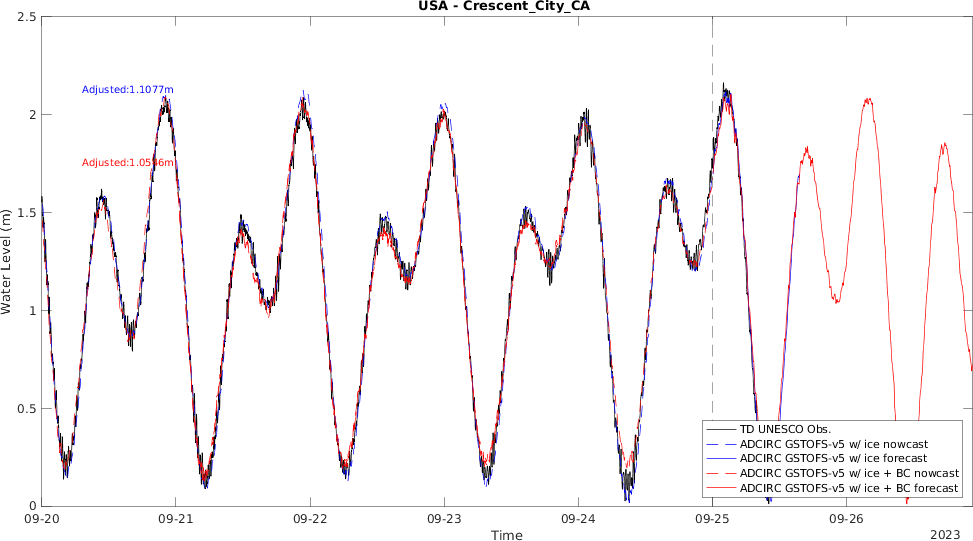 USA - Crescent_City_CA
2.5
Adjusted:1.1077m
2
Adjusted:1.0596m
1.5
Water Level (m)
1
0.5
TD UNESCO Obs.
ADCIRC GSTOFS-v5 w/ ice nowcast
ADCIRC GSTOFS-v5 w/ ice forecast
ADCIRC GSTOFS-v5 w/ ice + BC nowcast
ADCIRC GSTOFS-v5 w/ ice + BC forecast
0
09-20 09-21 09-22 09-23 09-24 09-25 09-26
Time
2023